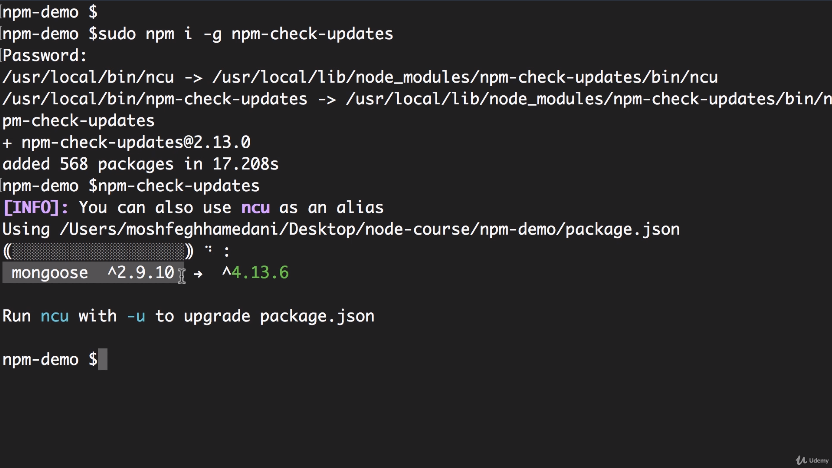 npm-demo $
npm-demo $sudo npm i -g npm-check-updates
Password:
/usr/local/bin/ncu -> /usr/local/lib/node_modules/npm-check-updates/bin/ncu
/usr/local/bin/npm-check-updates -> /usr/local/lib/node_modules/npm-check-updates/bin/n
pm-check-updates
+ npm-check-updates@2.13.0
added 568 packages in 17.208s
npm-demo $npm-check-updates
[INFO]: You can also use ncu as an alias
Using /Users/moshfeghhamedani/Desktop/node-course/npm-demo/package.json
(░░░░░░░░░░░░░░░░░░░░) ⠙ :
mongoose  ^2.9.10  →  ^4.13.6
Run ncu with -u to upgrade package.json
npm-demo $
Udemy